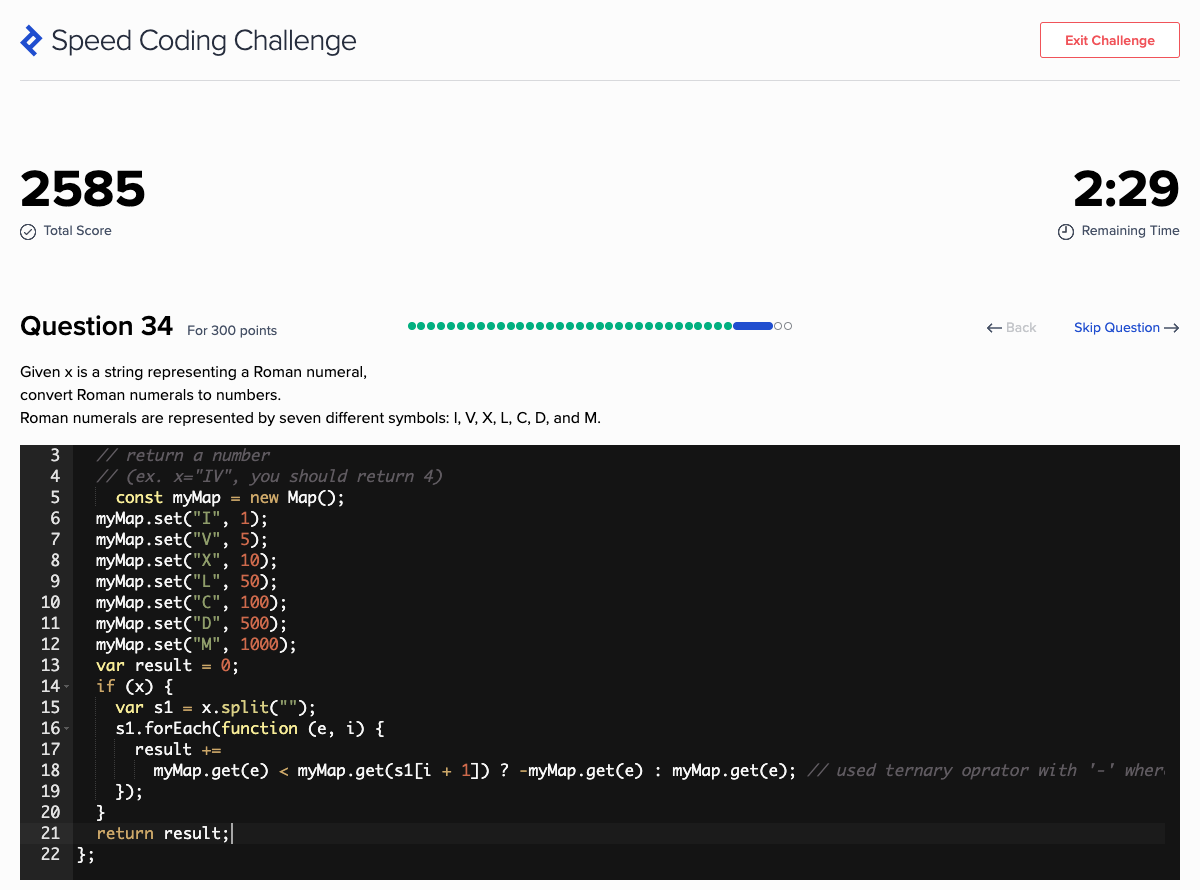 Speed Coding Challenge
Exit Challenge
2585
2:29
Total Score
Remaining Time
Question 34 For 300 points
← Back
Skip Question →
Given x is a string representing a Roman numeral,
convert Roman numerals to numbers.
Roman numerals are represented by seven different symbols: I, V, X, L, C, D, and M.
3 // return a number
4 // (ex. x="IV", you should return 4)
5 const myMap = new Map();
6 myMap.set("I", 1);
7 myMap.set("V", 5);
8 myMap.set("X", 10);
9 myMap.set("L", 50);
10 myMap.set("C", 100);
11 myMap.set("D", 500);
12 myMap.set("M", 1000);
13 var result = 0;
14 if (x) {
15 var s1 = x.split("");
16 s1.forEach(function (e, i) {
17 result +=
18 myMap.get(e) < myMap.get(s1[i + 1]) ? -myMap.get(e) : myMap.get(e); // used ternary oprator with '-' wher
19 });
20 }
21 return result;
22 };